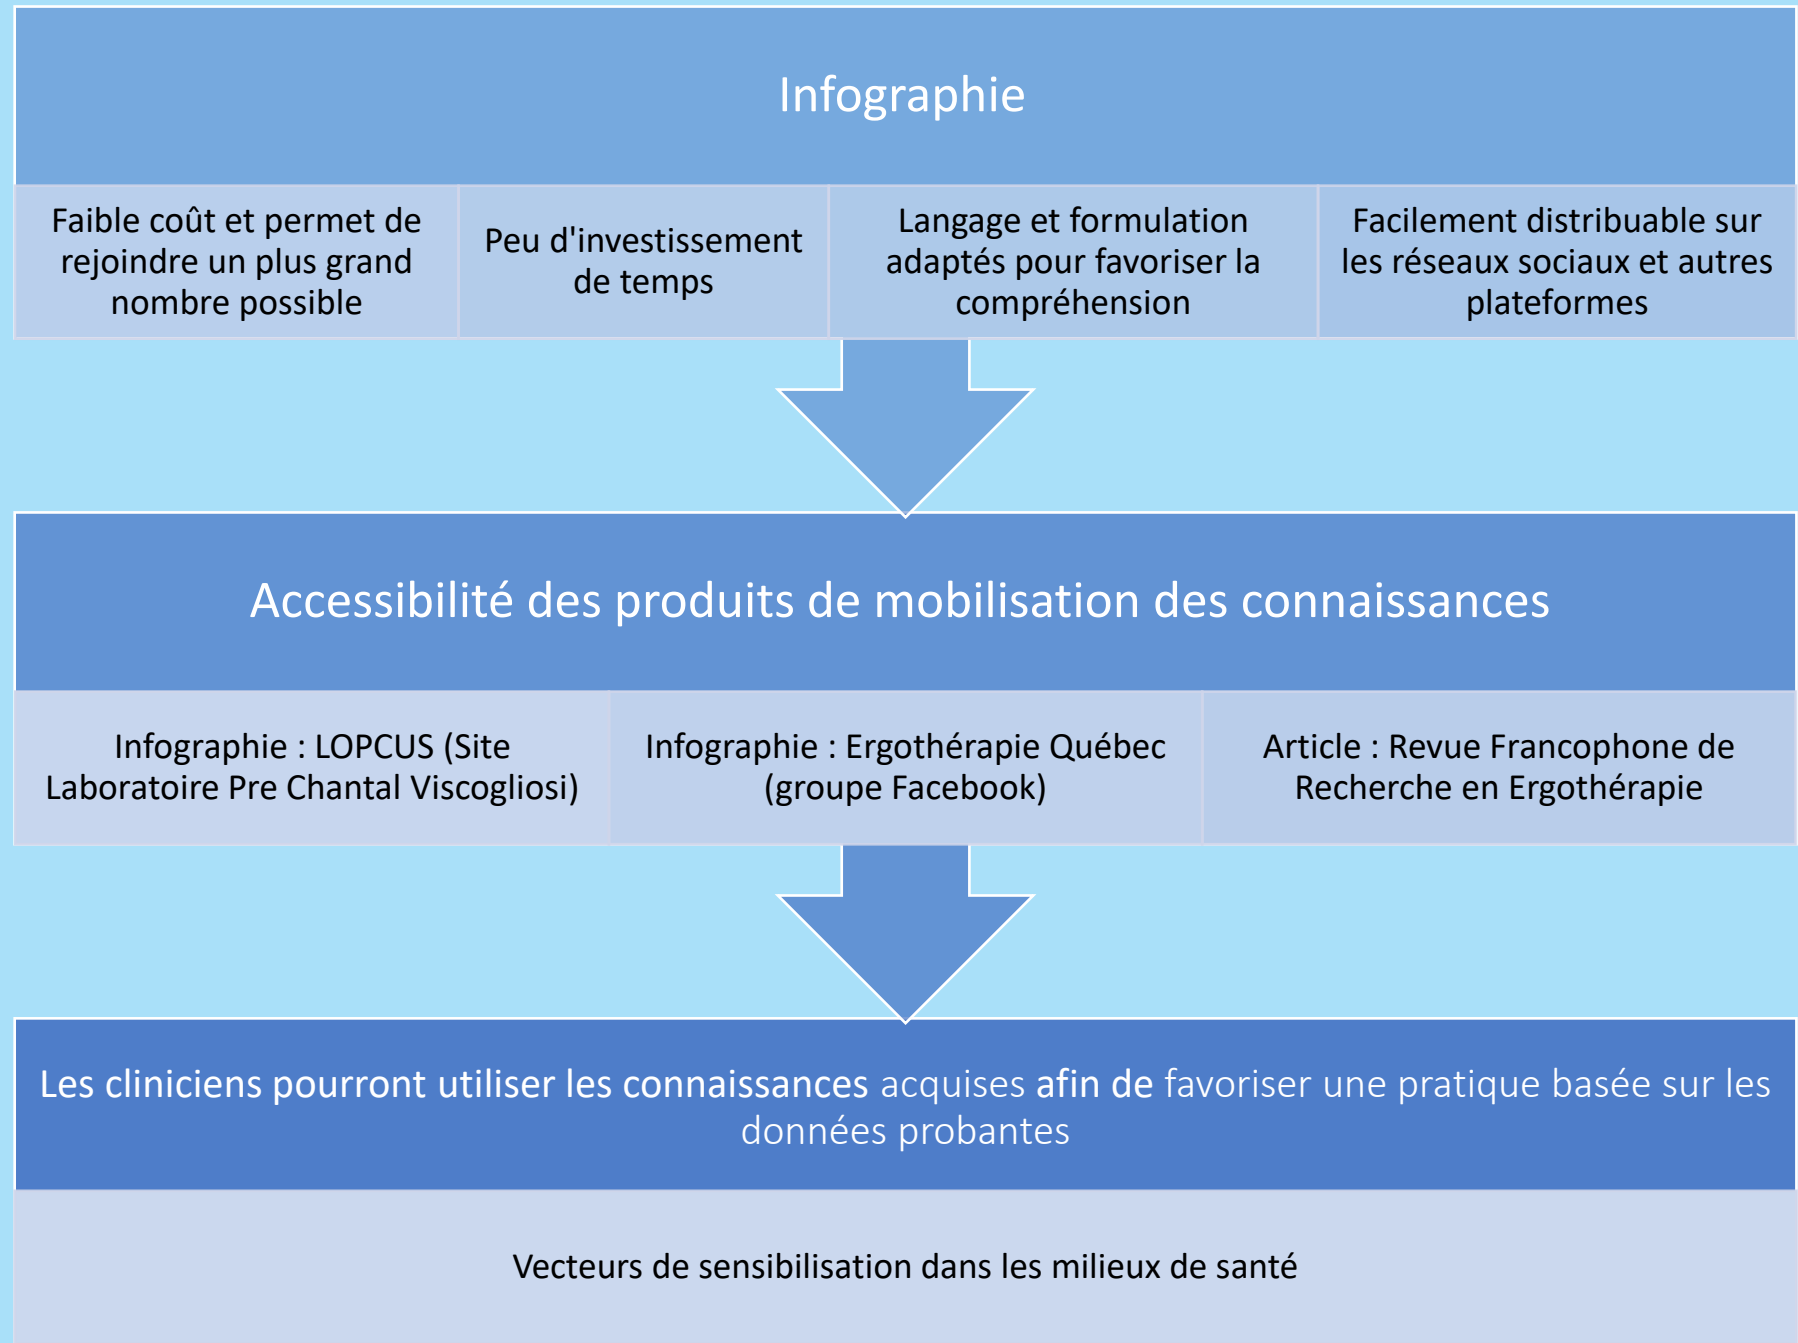 Infographie
Faible coût et permet de
rejoindre un plus grand
nombre possible
Peu d'investissement
de temps
Langage et formulation
adaptés pour favoriser la
compréhension
Facilement distribuable sur
les réseaux sociaux et autres
plateformes
Accessibilité des produits de mobilisation des connaissances
Infographie : LOPCUS (Site
Laboratoire Pre Chantal Viscogliosi)
Infographie : Ergothérapie Québec
(groupe Facebook)
Article : Revue Francophone de
Recherche en Ergothérapie
Les cliniciens pourront utiliser les connaissances acquises afin de favoriser une pratique basée sur les
données probantes
Vecteurs de sensibilisation dans les milieux de santé